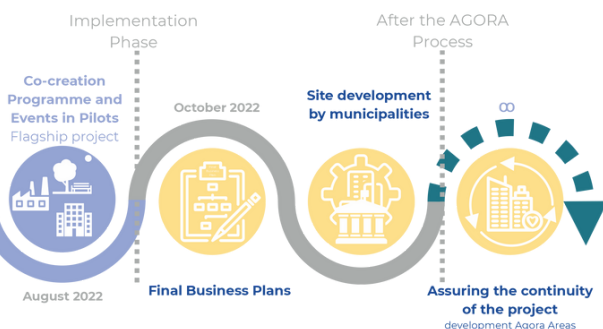 Implementation
Phase
After the AGORA
Process
Co-creation
Programme and
Events in Pilots
Flagship project
August 2022
October 2022
Final Business Plans
Site development
by municipalities
∞
Assuring the continuity
of the project
development Agora Areas